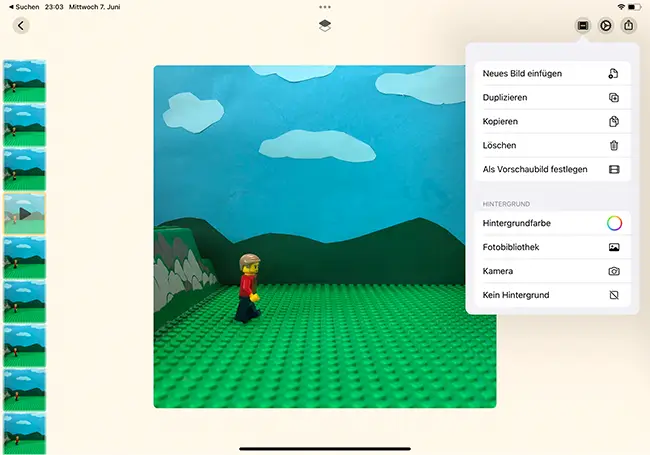 ◀ Suchen 23:03 Mittwoch 7. Juni
Neues Bild einfügen
Duplizieren
Kopieren
Löschen
Als Vorschaubild festlegen
HINTERGRUND
Hintergrundfarbe
Fotobibliothek
Kamera
Kein Hintergrund